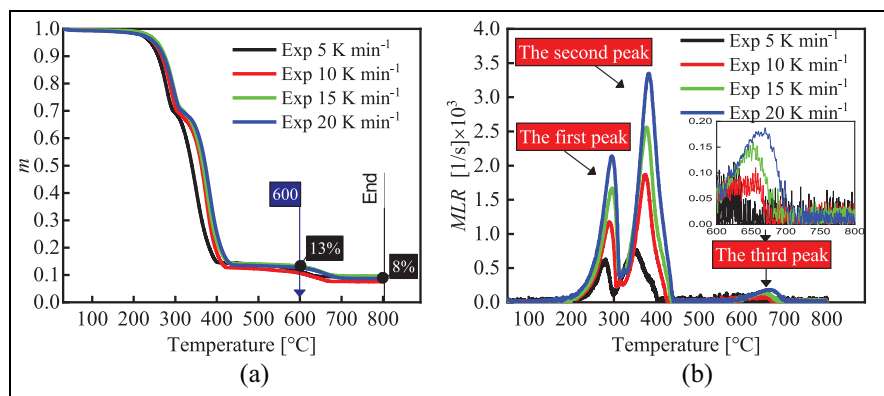 1.0
0.9
0.8
0.7
0.6
0.5
0.4
0.3
0.2
0.1
0.0
m
Exp 5 K min⁻¹
Exp 10 K min⁻¹
Exp 15 K min⁻¹
Exp 20 K min⁻¹
600
End
13%
8%
100 200 300 400 500 600 700 800
Temperature [°C]
(a)
4.0
3.5
3.0
2.5
2.0
1.5
1.0
0.5
0.0
MLR [1/s]×10³
The second peak
The first peak
Exp 5 K min⁻¹
Exp 10 K min⁻¹
Exp 15 K min⁻¹
Exp 20 K min⁻¹
0.20
0.15
0.10
0.05
0.00
600 650 700 750 800
The third peak
100 200 300 400 500 600 700 800
Temperature [°C]
(b)